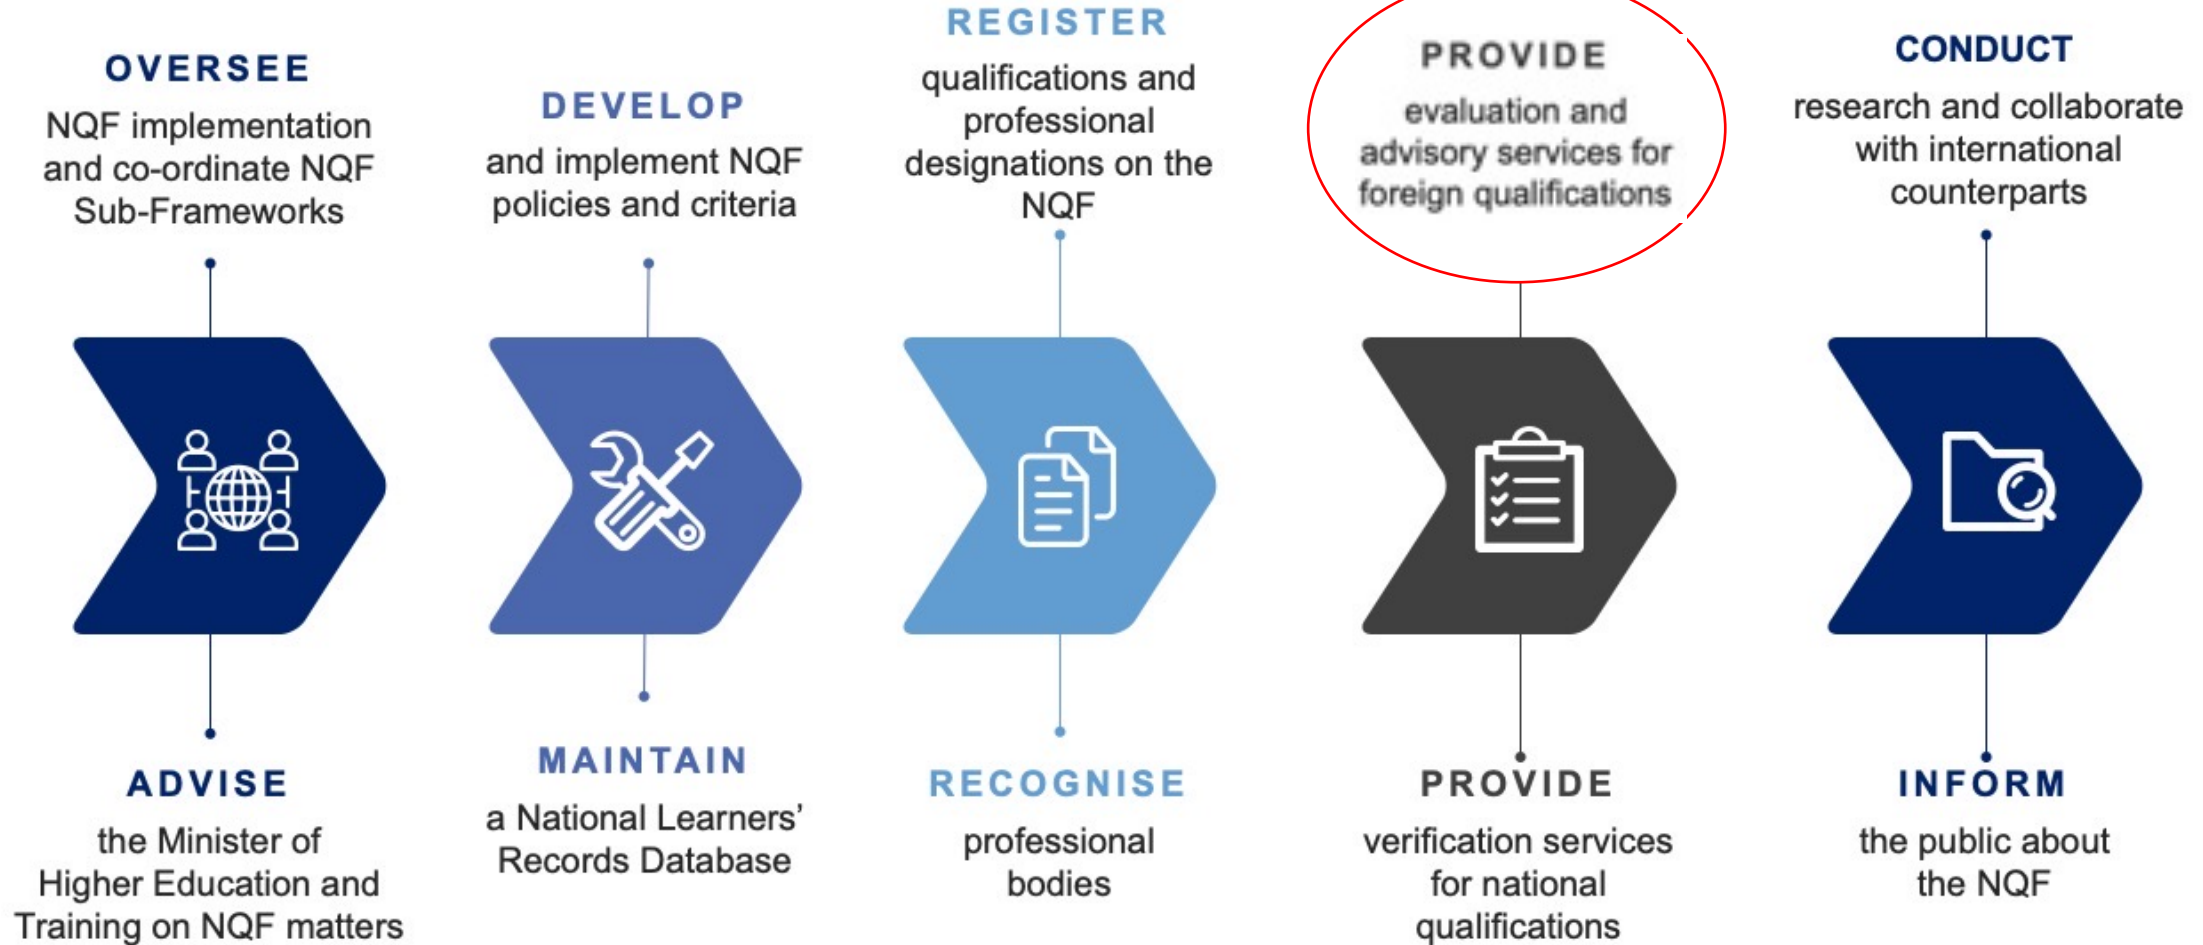 OVERSEE
NQF implementation
and co-ordinate NQF
Sub-Frameworks
DEVELOP
and implement NQF
policies and criteria
REGISTER
qualifications and
professional
designations on the
NQF
PROVIDE
evaluation and
advisory services for
foreign qualifications
CONDUCT
research and collaborate
with international
counterparts
ADVISE
the Minister of
Higher Education and
Training on NQF matters
MAINTAIN
a National Learners’
Records Database
RECOGNISE
professional
bodies
PROVIDE
verification services
for national
qualifications
INFORM
the public about
the NQF